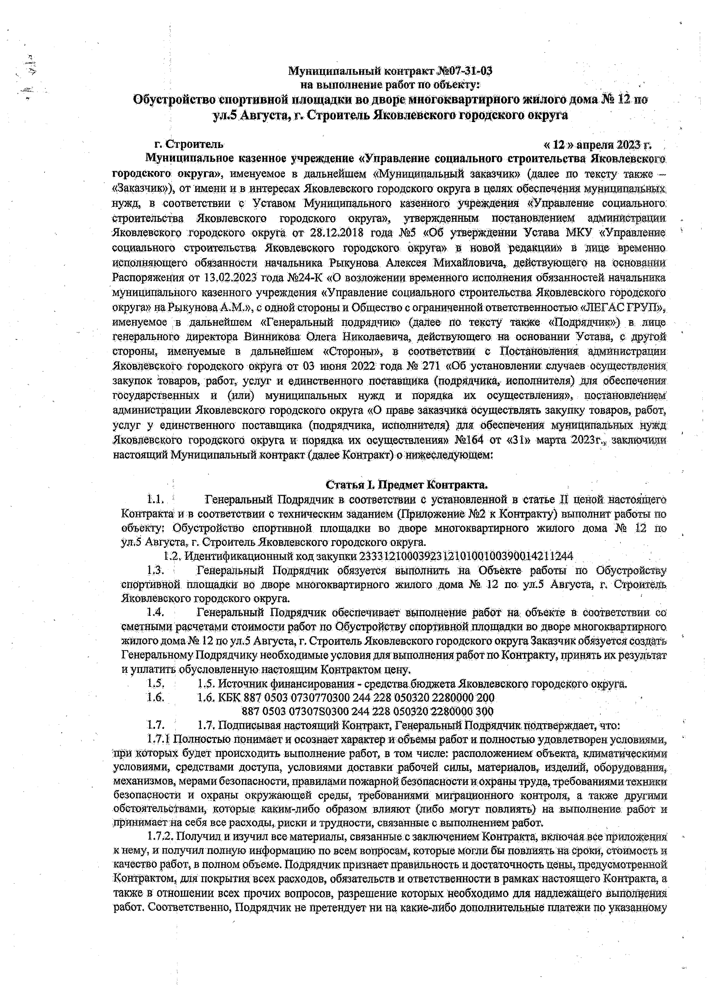 Муниципальный контракт №07-31-03
на выполнение работ по объекту:
Обустройство спортивной площадки во дворе многоквартирного жилого дома № 12 по
ул.5 Августа, г. Строитель Яковлевского городского округа
г. Строитель « 12 » апреля 2023 г.
Муниципальное казенное учреждение «Управление социального строительства Яковлевского
городского округа», именуемое в дальнейшем «Муниципальный заказчик» (далее по тексту также –
«Заказчик»), от имени и в интересах Яковлевского городского округа в целях обеспечения муниципальных
нужд, в соответствии с Уставом Муниципального казенного учреждения «Управление социального
строительства Яковлевского городского округа», утвержденным постановлением администрации
Яковлевского городского округа от 28.12.2018 года №5 «Об утверждении Устава МКУ «Управление
социального строительства Яковлевского городского округа» в новой редакции» в лице временно
исполняющего обязанности начальника Рыкунова Алексея Михайловича, действующего на основании
Распоряжения от 13.02.2023 года №24-К «О возложении временного исполнения обязанностей начальника
муниципального казенного учреждения «Управление социального строительства Яковлевского городского
округа» на Рыкунова А.М.», с одной стороны и Общество с ограниченной ответственностью «ЛЕГАС ГРУП»,
именуемое в дальнейшем «Генеральный подрядчик» (далее по тексту также «Подрядчик») в лице
генерального директора Винникова Олега Николаевича, действующего на основании Устава, с другой
стороны, именуемые в дальнейшем «Стороны», в соответствии с Постановления администрации
Яковлевского городского округа от 03 июня 2022 года № 271 «Об установлении случаев осуществления
закупок товаров, работ, услуг и единственного поставщика (подрядчика, исполнителя) для обеспечения
государственных и (или) муниципальных нужд и порядка их осуществления», постановлением
администрации Яковлевского городского округа «О праве заказчика осуществлять закупку товаров, работ,
услуг у единственного поставщика (подрядчика, исполнителя) для обеспечения муниципальных нужд
Яковлевского городского округа и порядка их осуществления» №164 от «31» марта 2023г., заключили
настоящий Муниципальный контракт (далее Контракт) о нижеследующем:
Статья I. Предмет Контракта.
1.1. Генеральный Подрядчик в соответствии с установленной в статье II ценой настоящего
Контракта и в соответствии с техническим заданием (Приложение №2 к Контракту) выполнит работы по
объекту: Обустройство спортивной площадки во дворе многоквартирного жилого дома № 12 по
ул.5 Августа, г. Строитель Яковлевского городского округа.
1.2. Идентификационный код закупки 233312100039231210100100390014211244
1.3. Генеральный Подрядчик обязуется выполнить на Объекте работы по Обустройству
спортивной площадки во дворе многоквартирного жилого дома № 12 по ул.5 Августа, г. Строитель
Яковлевского городского округа.
1.4. Генеральный Подрядчик обеспечивает выполнение работ на объекте в соответствии со
сметными расчетами стоимости работ по Обустройству спортивной площадки во дворе многоквартирного
жилого дома № 12 по ул.5 Августа, г. Строитель Яковлевского городского округа Заказчик обязуется создать
Генеральному Подрядчику необходимые условия для выполнения работ по Контракту, принять их результат
и уплатить обусловленную настоящим Контрактом цену.
1.5. 1.5. Источник финансирования - средства бюджета Яковлевского городского округа.
1.6. 1.6. КБК 887 0503 0730770300 244 228 050320 2280000 200
887 0503 07307S0300 244 228 050320 2280000 300
1.7. 1.7. Подписывая настоящий Контракт, Генеральный Подрядчик подтверждает, что:
1.7.1 Полностью понимает и осознает характер и объемы работ и полностью удовлетворен условиями,
при которых будет происходить выполнение работ, в том числе: расположением объекта, климатическими
условиями, средствами доступа, условиями доставки рабочей силы, материалов, изделий, оборудования,
механизмов, мерами безопасности, правилами пожарной безопасности и охраны труда, требованиями техники
безопасности и охраны окружающей среды, требованиями миграционного контроля, а также другими
обстоятельствами, которые каким-либо образом влияют (либо могут повлиять) на выполнение работ и
принимает на себя все расходы, риски и трудности, связанные с выполнением работ.
1.7.2. Получил и изучил все материалы, связанные с заключением Контракта, включая все приложения
к нему, и получил полную информацию по всем вопросам, которые могли бы повлиять на сроки, стоимость и
качество работ, в полном объеме. Подрядчик признает правильность и достаточность цены, предусмотренной
Контрактом, для покрытия всех расходов, обязательств и ответственности в рамках настоящего Контракта, а
также в отношении всех прочих вопросов, разрешение которых необходимо для надлежащего выполнения
работ. Соответственно, Подрядчик не претендует ни на какие-либо дополнительные платежи по указанному